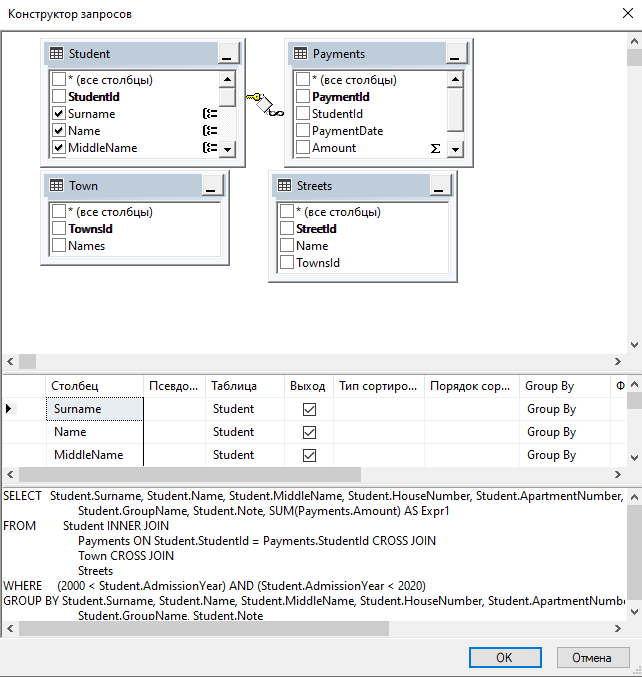 Конструктор запросов
Student
* (все столбцы)
StudentId
Surname
Name
MiddleName
Payments
* (все столбцы)
PaymentId
StudentId
PaymentDate
Amount Σ
Town
* (все столбцы)
TownsId
Names
Streets
* (все столбцы)
StreetId
Name
TownsId
Столбец Псевдо... Таблица Выход Тип сортиро... Порядок сор... Group By Ф
Surname Student Group By
Name Student Group By
MiddleName Student Group By
SELECT Student.Surname, Student.Name, Student.MiddleName, Student.HouseNumber, Student.ApartmentNumber,
Student.GroupName, Student.Note, SUM(Payments.Amount) AS Expr1
FROM Student INNER JOIN
Payments ON Student.StudentId = Payments.StudentId CROSS JOIN
Town CROSS JOIN
Streets
WHERE (2000 < Student.AdmissionYear) AND (Student.AdmissionYear < 2020)
GROUP BY Student.Surname, Student.Name, Student.MiddleName, Student.HouseNumber, Student.ApartmentNumbe
Student.GroupName, Student.Note
OK Отмена